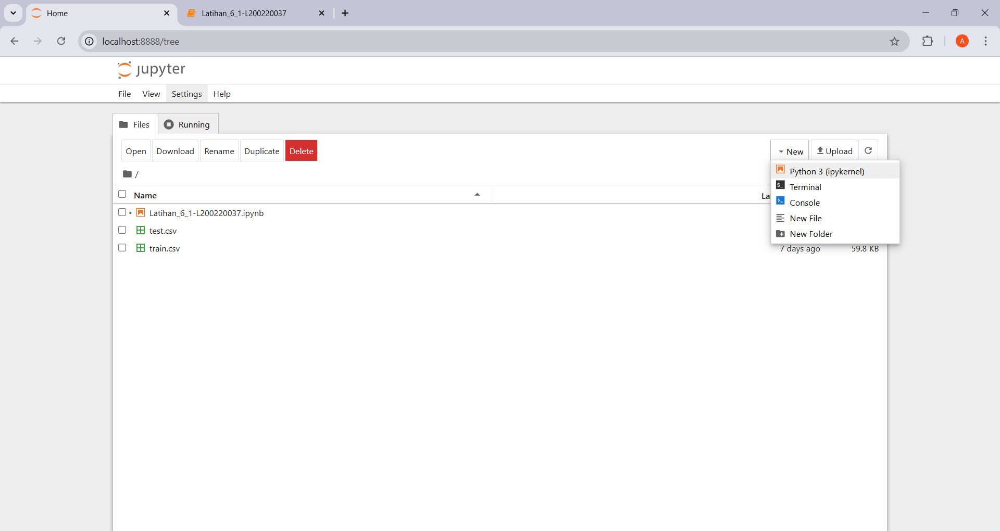 Home
Latihan_6_1-L200220037
localhost:8888/tree
A
jupyter
File View Settings Help
Files Running
Open Download Rename Duplicate Delete New Upload
/
Python 3 (ipykernel)
Terminal
Console
New File
New Folder
Name La
Latihan_6_1-L200220037.ipynb
test.csv
train.csv 7 days ago 59.8 KB